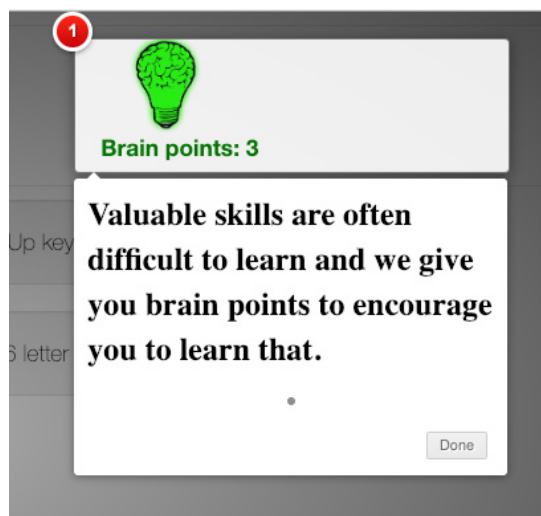 1
Brain points: 3
Valuable skills are often
difficult to learn and we give
you brain points to encourage
you to learn that.
Up key
6 letter
Done